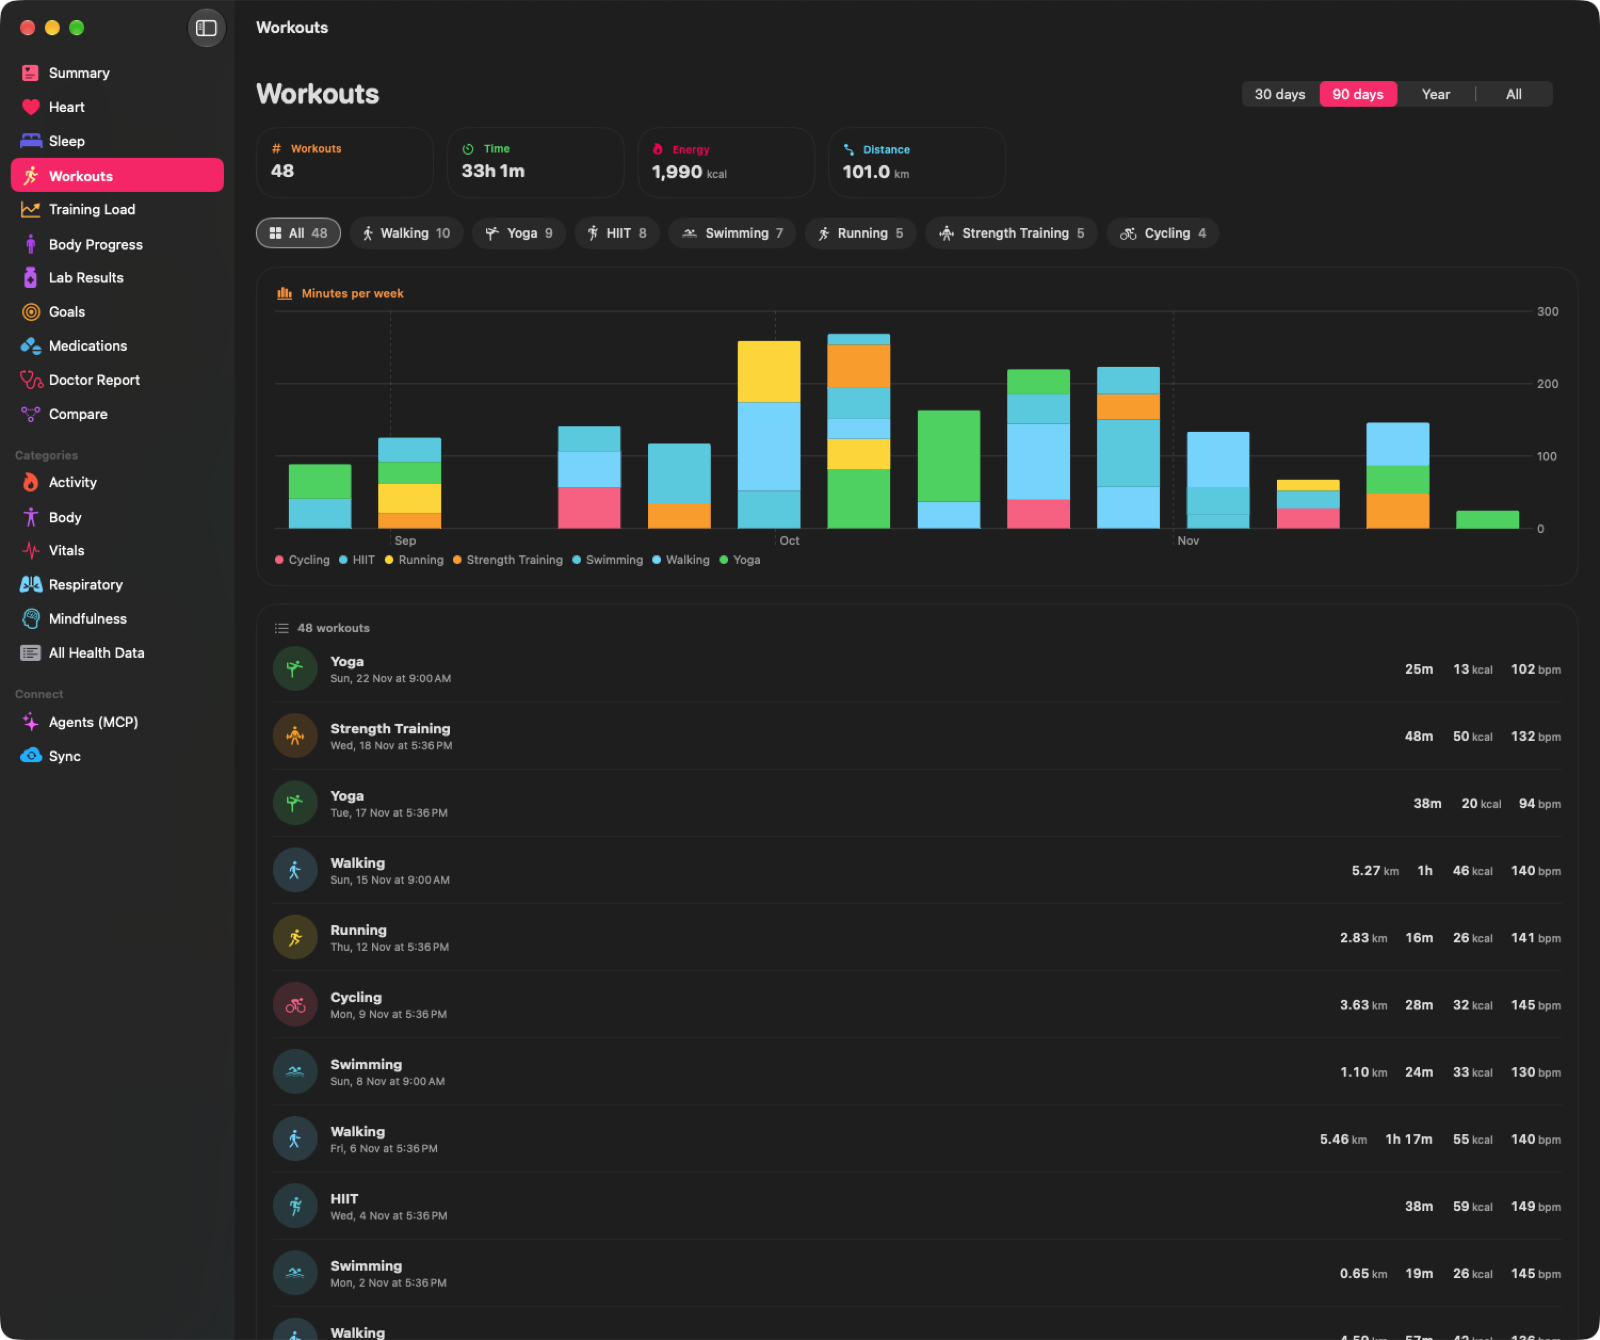 Workouts
Summary
Heart
Sleep
Workouts
Training Load
Body Progress
Lab Results
Goals
Medications
Doctor Report
Compare
Categories
Activity
Body
Vitals
Respiratory
Mindfulness
All Health Data
Connect
Agents (MCP)
Sync
Workouts
30 days 90 days Year All
# Workouts
48
Time
33h 1m
Energy
1,990 kcal
Distance
101.0 km
All 48 Walking 10 Yoga 9 HIIT 8 Swimming 7 Running 5 Strength Training 5 Cycling 4
Minutes per week
300
200
100
0
Sep Oct Nov
Cycling HIIT Running Strength Training Swimming Walking Yoga
48 workouts
Yoga
Sun, 22 Nov at 9:00 AM
25m 13 kcal 102 bpm
Strength Training
Wed, 18 Nov at 5:36 PM
48m 50 kcal 132 bpm
Yoga
Tue, 17 Nov at 5:36 PM
38m 20 kcal 94 bpm
Walking
Sun, 15 Nov at 9:00 AM
5.27 km 1h 46 kcal 140 bpm
Running
Thu, 12 Nov at 5:36 PM
2.83 km 16m 26 kcal 141 bpm
Cycling
Mon, 9 Nov at 5:36 PM
3.63 km 28m 32 kcal 145 bpm
Swimming
Sun, 8 Nov at 9:00 AM
1.10 km 24m 33 kcal 130 bpm
Walking
Fri, 6 Nov at 5:36 PM
5.46 km 1h 17m 55 kcal 140 bpm
HIIT
Wed, 4 Nov at 5:36 PM
38m 59 kcal 149 bpm
Swimming
Mon, 2 Nov at 5:36 PM
0.65 km 19m 26 kcal 145 bpm
Walking